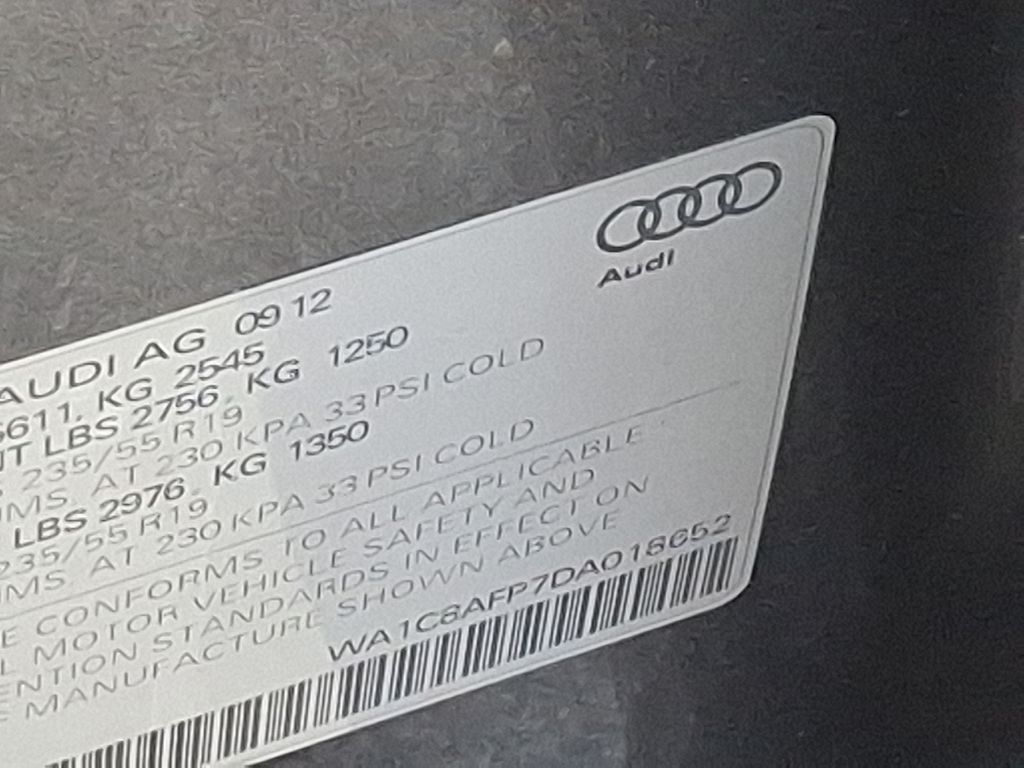 Audi
AUDI AG 09 12
5611. KG 2545
LBS 2756. KG 1250
235/55 R19
AT 230 KPA 33 PSI COLD
LBS 2976. KG 1350
235/55 R19
AT 230 KPA 33 PSI COLD
CONFORMS TO ALL APPLICABLE
MOTOR VEHICLE SAFETY AND
STANDARDS IN EFFECT ON
MANUFACTURE SHOWN ABOVE
WA1C8AFP7DA018652